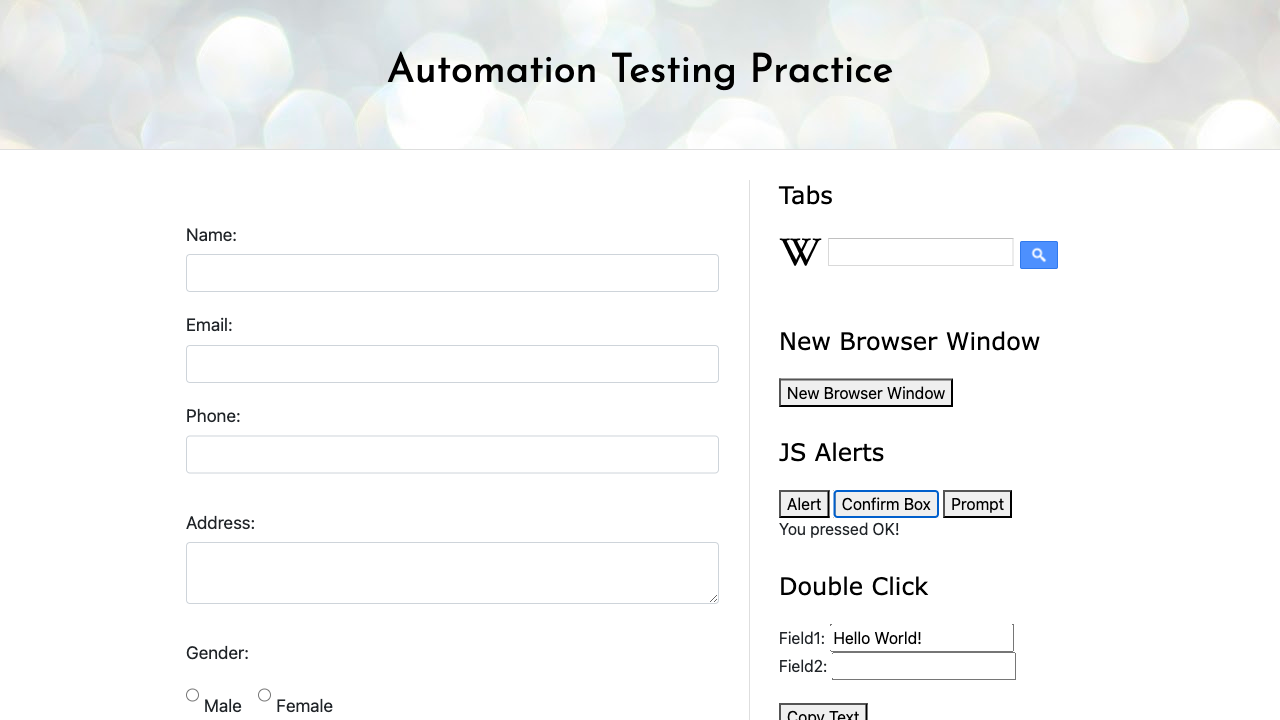 Automation Testing Practice
Name:
Email:
Phone:
Address:
Gender:
Male Female
Tabs
W
New Browser Window
New Browser Window
JS Alerts
Alert Confirm Box Prompt
You pressed OK!
Double Click
Field1: Hello World!
Field2:
Copy Text